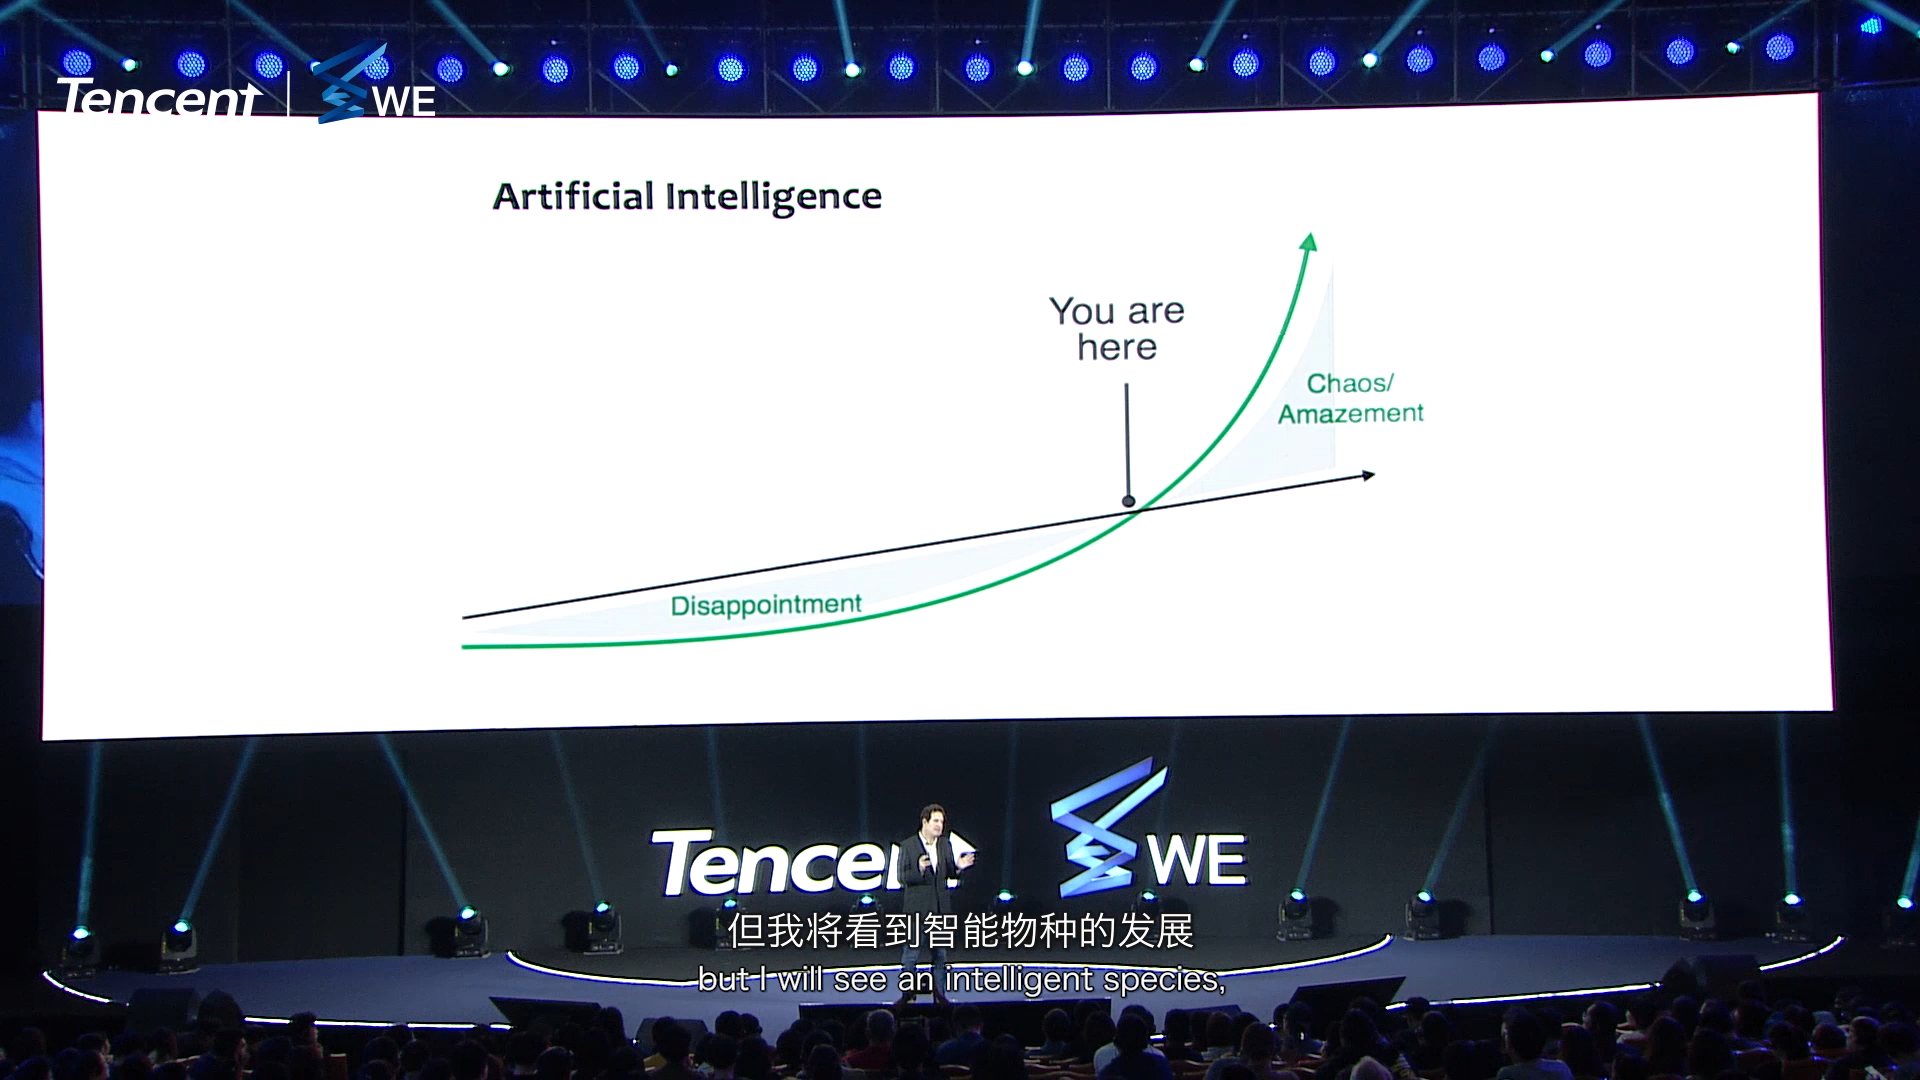 Tencent
WE
Artificial Intelligence
You are
here
Chaos/
Amazement
Disappointment
WE
但我将看到智能物种的发展
but I will see an intelligent species,